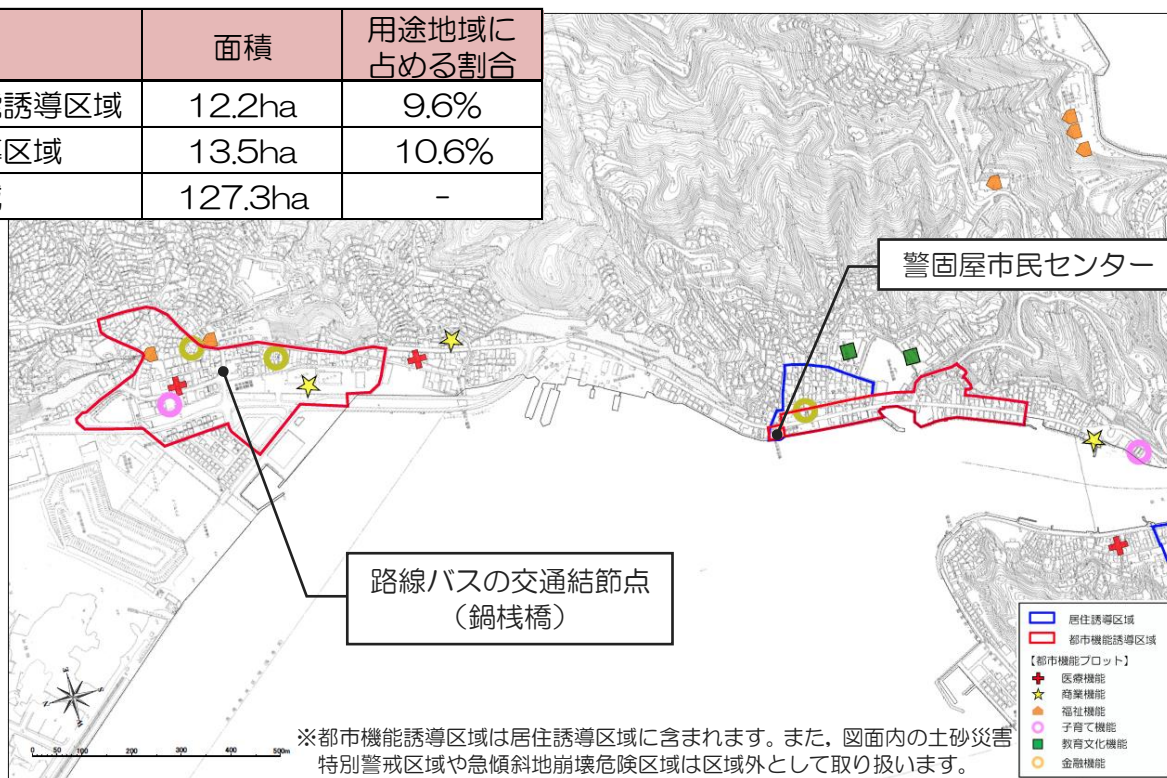 面積
用途地域に
占める割合
誘導区域
12.2ha
9.6%
区域
13.5ha
10.6%
127.3ha
-
警固屋市民センター
路線バスの交通結節点
(鍋桟橋)
居住誘導区域
都市機能誘導区域
【都市機能プロット】
医療機能
商業機能
福祉機能
子育て機能
教育文化機能
金融機能
0 50 100 200 300 400 500m
※都市機能誘導区域は居住誘導区域に含まれます。また,図面内の土砂災害
特別警戒区域や急傾斜地崩壊危険区域は区域外として取り扱います。